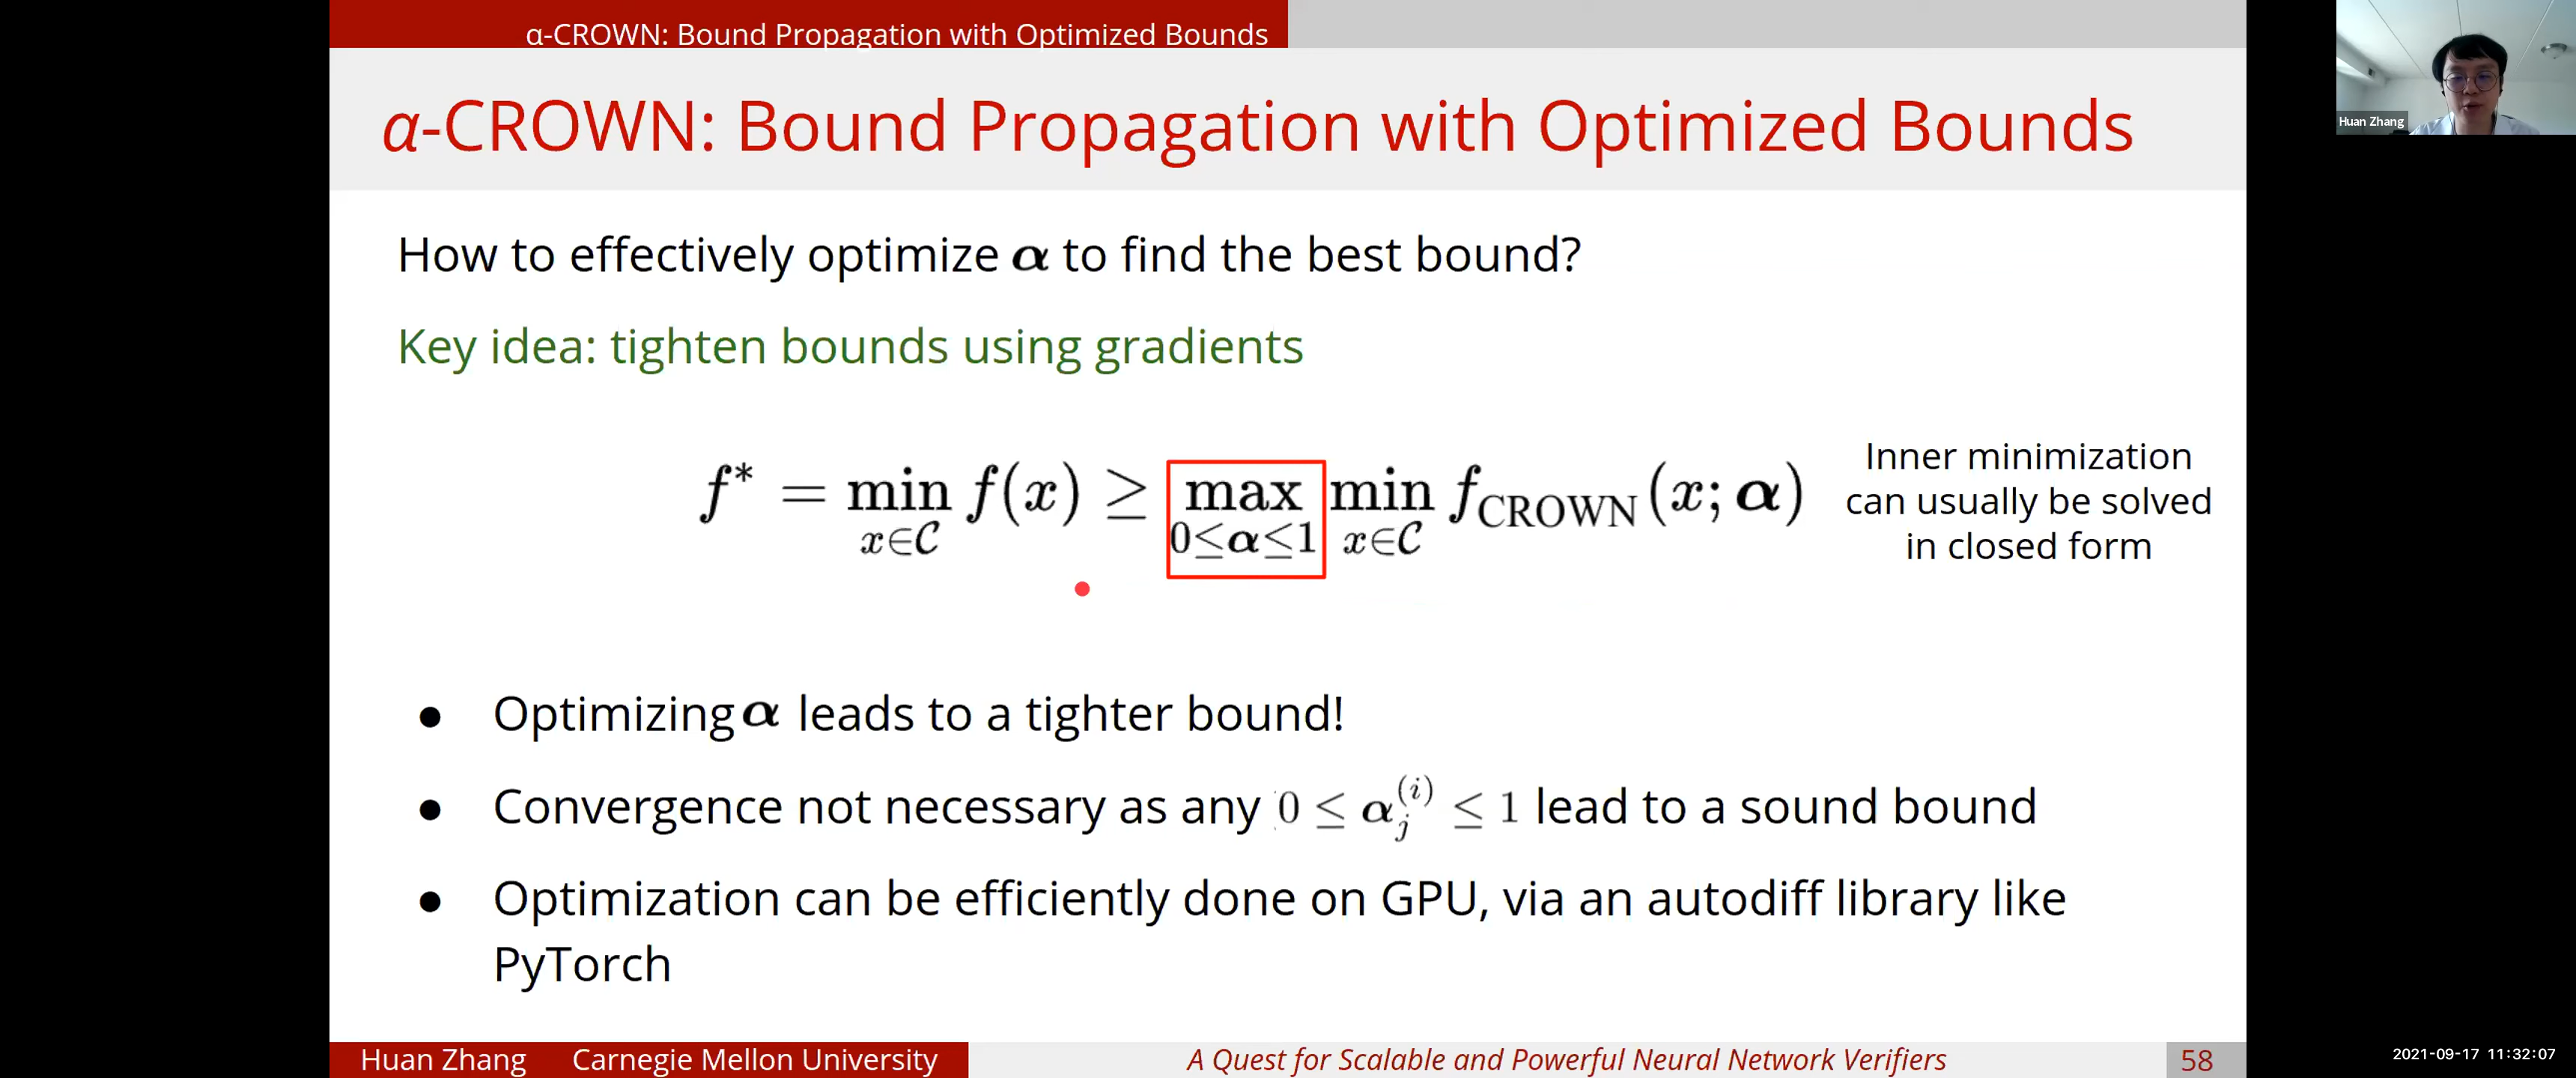 α-CROWN: Bound Propagation with Optimized Bounds
α-CROWN: Bound Propagation with Optimized Bounds
Huan Zhang
How to effectively optimize α to find the best bound?
Key idea: tighten bounds using gradients
f* = min_{x∈𝒞} f(x) ≥ max_{0≤α≤1} min_{x∈𝒞} f_CROWN(x; α)
Inner minimization
can usually be solved
in closed form
● Optimizing α leads to a tighter bound!
● Convergence not necessary as any 0 ≤ α_j^{(i)} ≤ 1 lead to a sound bound
● Optimization can be efficiently done on GPU, via an autodiff library like
PyTorch
Huan Zhang Carnegie Mellon University A Quest for Scalable and Powerful Neural Network Verifiers 58
2021-09-17 11:32:07